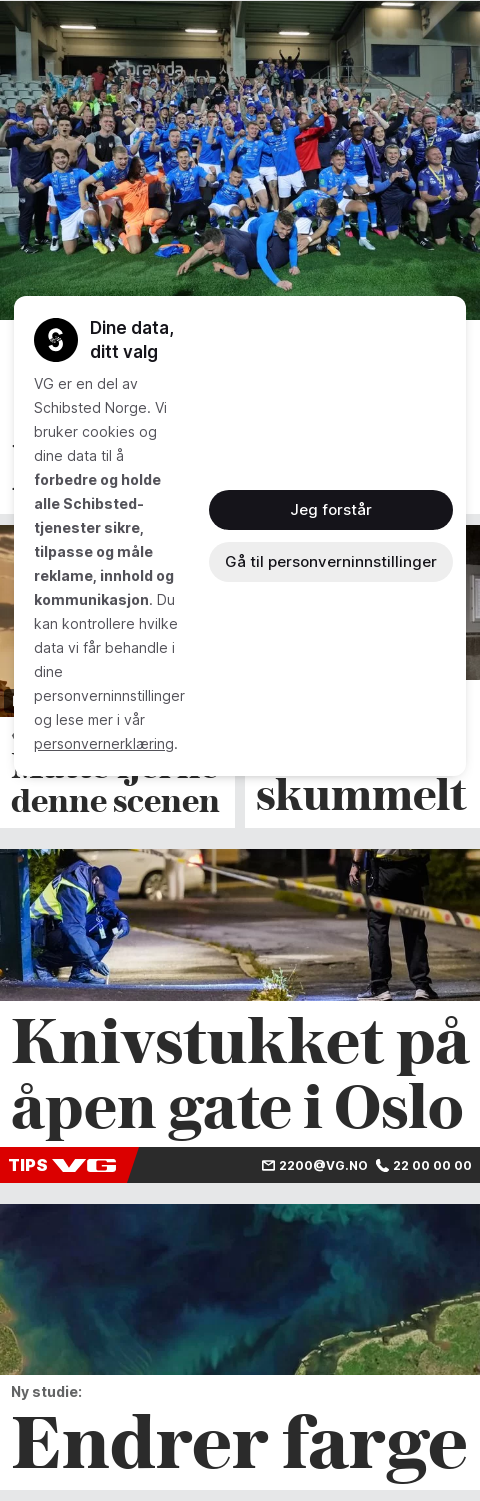 bravida
Dine data,
ditt valg
VG er en del av
Schibsted Norge. Vi
bruker cookies og
dine data til å
forbedre og holde
alle Schibsted-
tjenester sikre,
tilpasse og måle
reklame, innhold og
kommunikasjon. Du
kan kontrollere hvilke
data vi får behandle i
dine
personverninnstillinger
og lese mer i vår
personvernerklæring.
Jeg forstår
Gå til personverninnstillinger
denne scenen
skummelt
Knivstukket på
åpen gate i Oslo
TIPS VG
2200@VG.NO 22 00 00 00
Ny studie:
Endrer farge